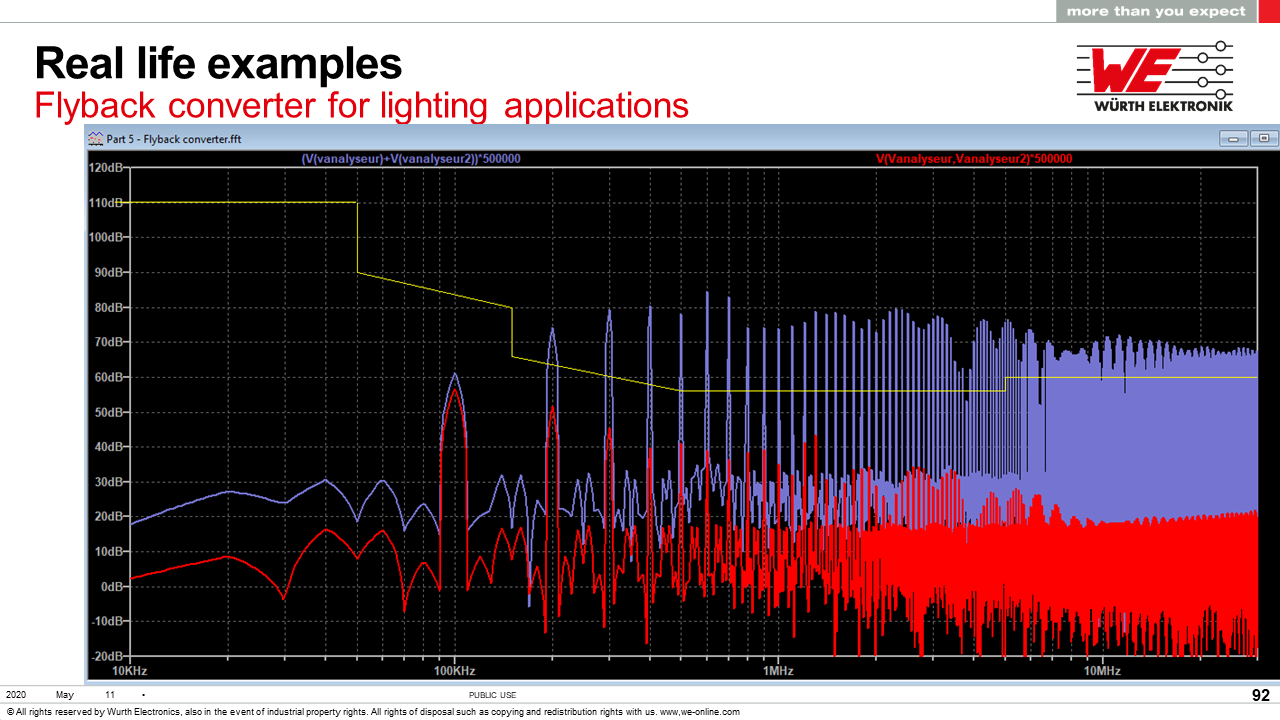 more than you expect
Real life examples
Flyback converter for lighting applications
WE
WÜRTH ELEKTRONIK
Part 5 - Flyback converter.fft
(V(vanalyseur)+V(vanalyseur2))*500000
V(Vanalyseur,Vanalyseur2)*500000
120dB
110dB
100dB
90dB
80dB
70dB
60dB
50dB
40dB
30dB
20dB
10dB
0dB
-10dB
-20dB
10KHz 100KHz 1MHz 10MHz
2020 May 11 • PUBLIC USE 92
© All rights reserved by Wurth Electronics, also in the event of industrial property rights. All rights of disposal such as copying and redistribution rights with us. www,we-online.com